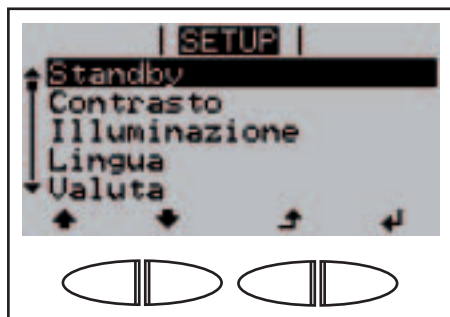 SETUP
Standby
Contrasto
Illuminazione
Lingua
Valuta